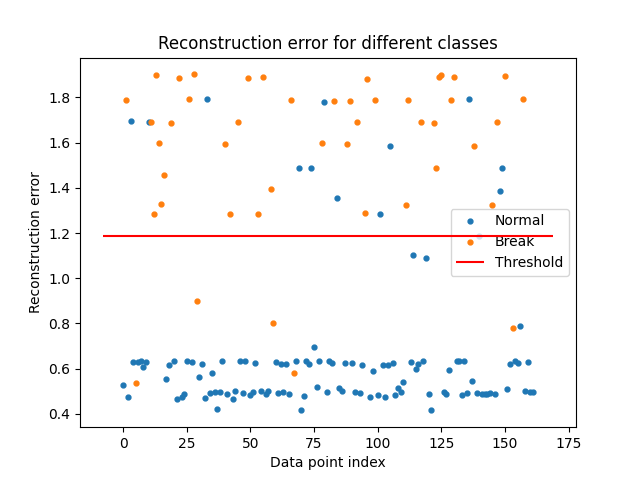 Reconstruction error for different classes
Reconstruction error
1.8
1.6
1.4
1.2
1.0
0.8
0.6
0.4
Normal
Break
Threshold
0
25
50
75
100
125
150
175
Data point index